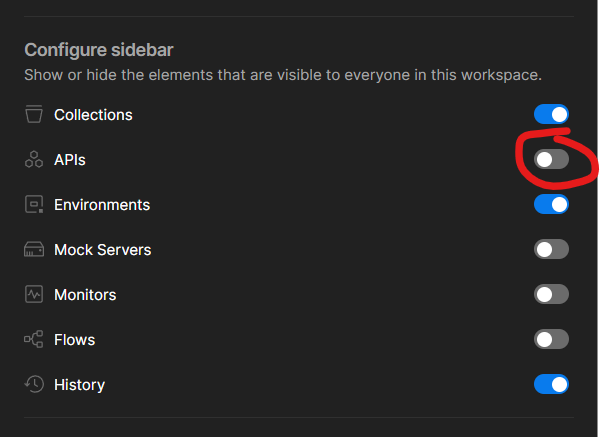 Configure sidebar
Show or hide the elements that are visible to everyone in this workspace.
Collections
APIs
Environments
Mock Servers
Monitors
Flows
History